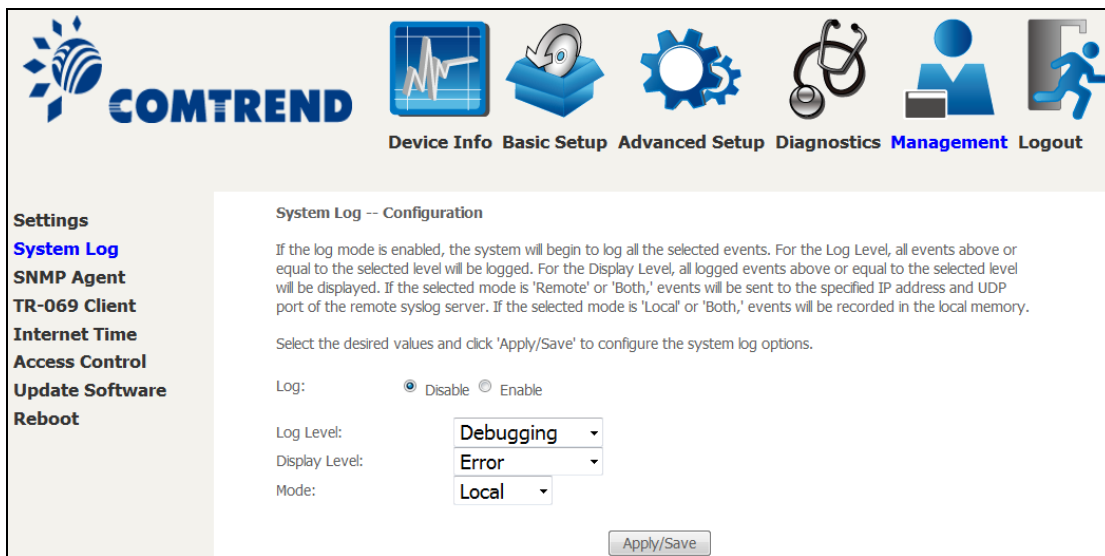 COMTREND
Device Info Basic Setup Advanced Setup Diagnostics Management Logout
Settings
System Log
SNMP Agent
TR-069 Client
Internet Time
Access Control
Update Software
Reboot
System Log -- Configuration
If the log mode is enabled, the system will begin to log all the selected events. For the Log Level, all events above or
equal to the selected level will be logged. For the Display Level, all logged events above or equal to the selected level
will be displayed. If the selected mode is 'Remote' or 'Both,' events will be sent to the specified IP address and UDP
port of the remote syslog server. If the selected mode is 'Local' or 'Both,' events will be recorded in the local memory.
Select the desired values and click 'Apply/Save' to configure the system log options.
Log: Disable Enable
Log Level: Debugging
Display Level: Error
Mode: Local
Apply/Save